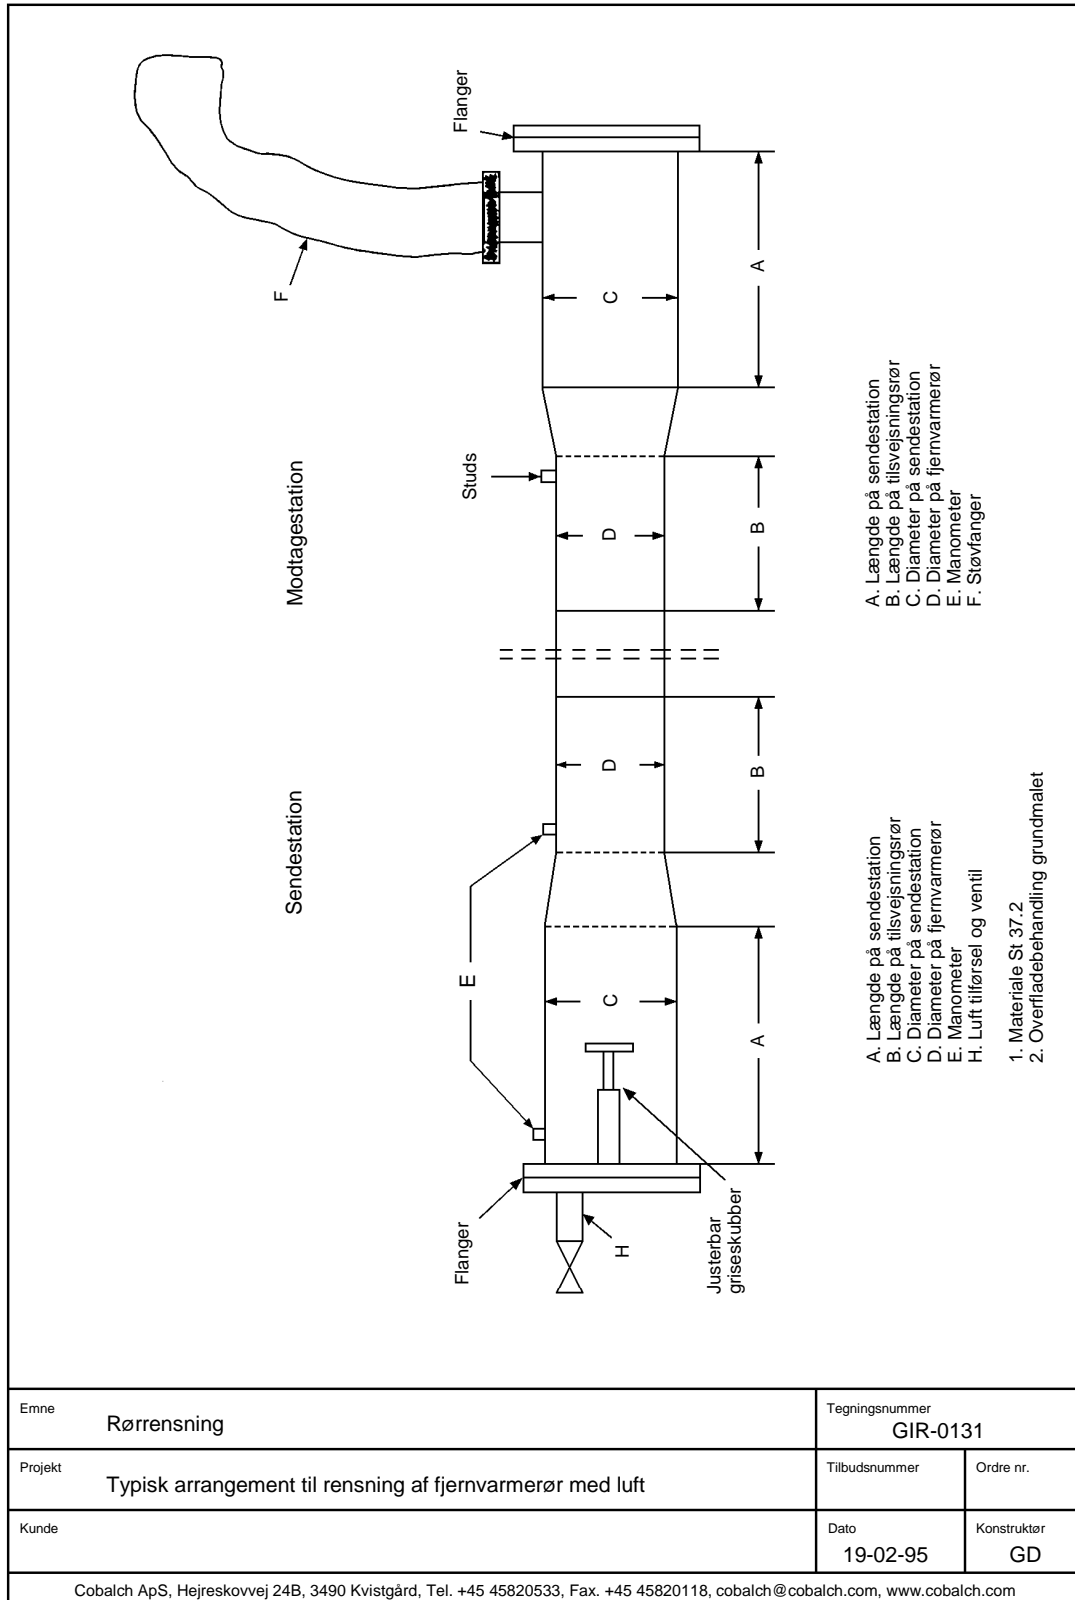 Sendestation
Modtagestation
Flanger
F
C
A
Studs
D
B
D
B
E
C
A
Flanger
H
Justerbar
griseskubber
A. Længde på sendestation
B. Længde på tilsvejsningsrør
C. Diameter på sendestation
D. Diameter på fjernvarmerør
E. Manometer
H. Luft tilførsel og ventil
1. Materiale St 37.2
2. Overfladebehandling grundmalet
A. Længde på sendestation
B. Længde på tilsvejsningsrør
C. Diameter på sendestation
D. Diameter på fjernvarmerør
E. Manometer
F. Støvfanger
Emne
Rørrensning
Tegningsnummer
GIR-0131
Projekt
Typisk arrangement til rensning af fjernvarmerør med luft
Tilbudsnummer
Ordre nr.
Kunde
Dato
19-02-95
Konstruktør
GD
Cobalch ApS, Hejreskovvej 24B, 3490 Kvistgård, Tel. +45 45820533, Fax. +45 45820118, cobalch@cobalch.com, www.cobalch.com